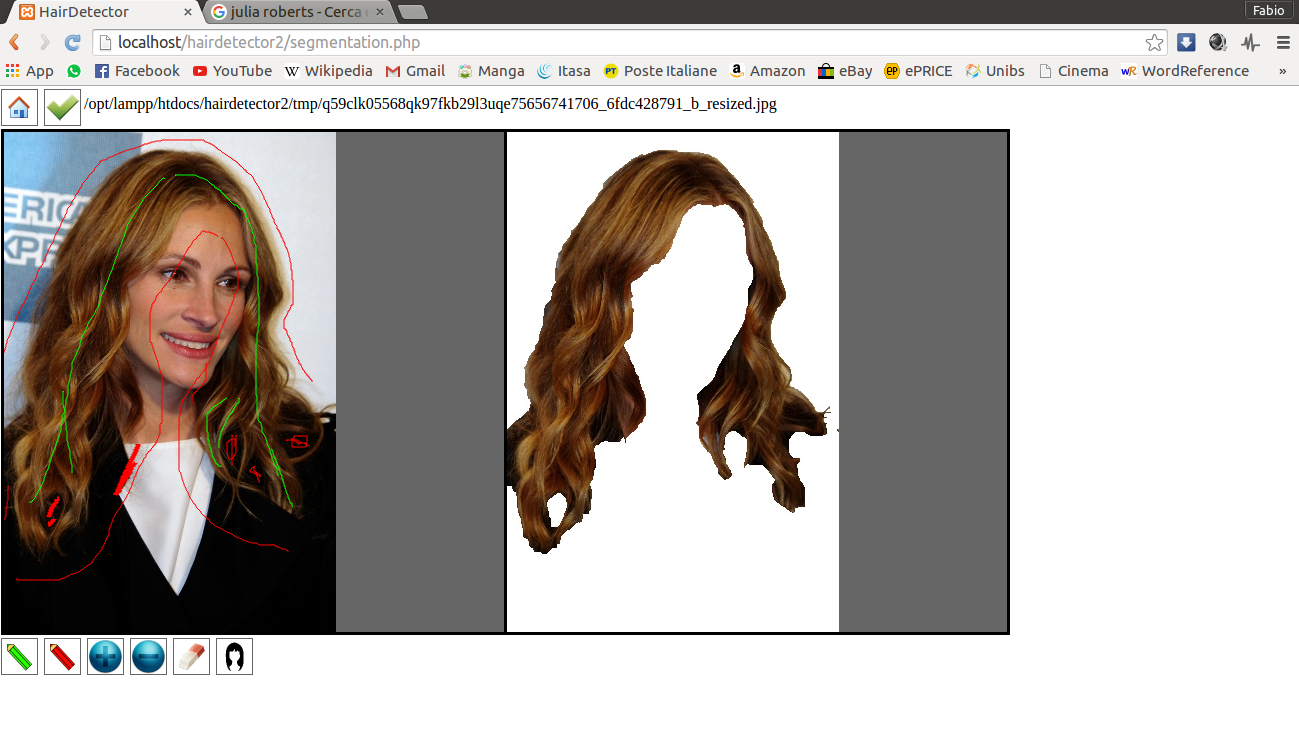 HairDetector
julia roberts - Cerca
Fabio
localhost/hairdetector2/segmentation.php
App Facebook YouTube Wikipedia Gmail Manga Itasa Poste Italiane Amazon eBay ePRICE Unibs Cinema WordReference »
/opt/lampp/htdocs/hairdetector2/tmp/q59clk05568qk97fkb29l3uqe75656741706_6fdc428791_b_resized.jpg
ERICA
XPR